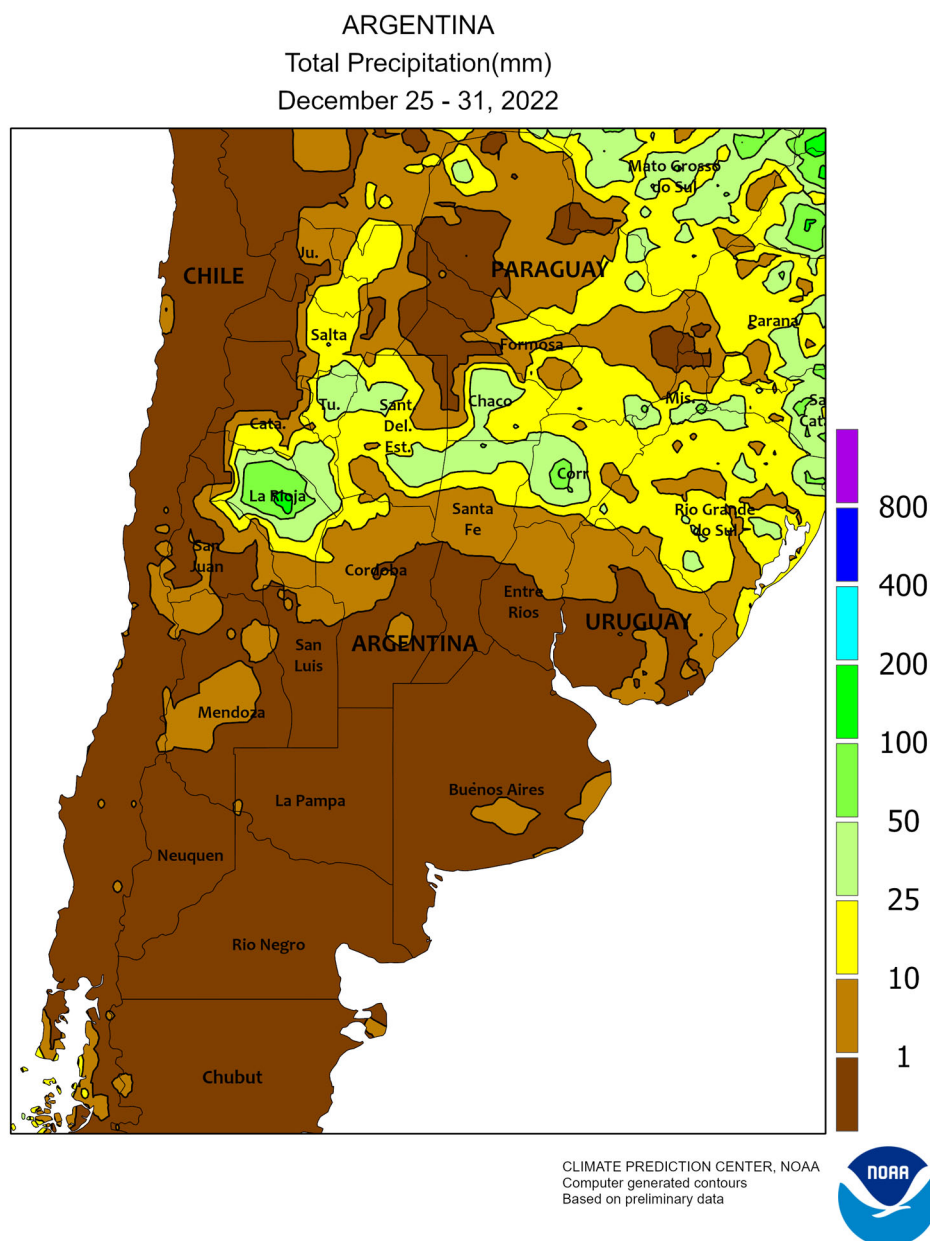 ARGENTINA
Total Precipitation(mm)
December 25 - 31, 2022
Mato Grosso
do Sul
Ju.
CHILE
PARAGUAY
Parana
Salta
Formosa
Tu.
Sant.
Del.
Est.
Chaco
Mis.
Sa
Cata
Cata.
Corr
La Rioja
Santa
Fe
Rio Grande
do Sul
San
Juan
Cordoba
Entre
Rios
URUGUAY
ARGENTINA
San
Luis
Mendoza
La Pampa
Buenos Aires
Neuquen
Rio Negro
Chubut
800
400
200
100
50
25
10
1
CLIMATE PREDICTION CENTER, NOAA
Computer generated contours
Based on preliminary data
NOAA